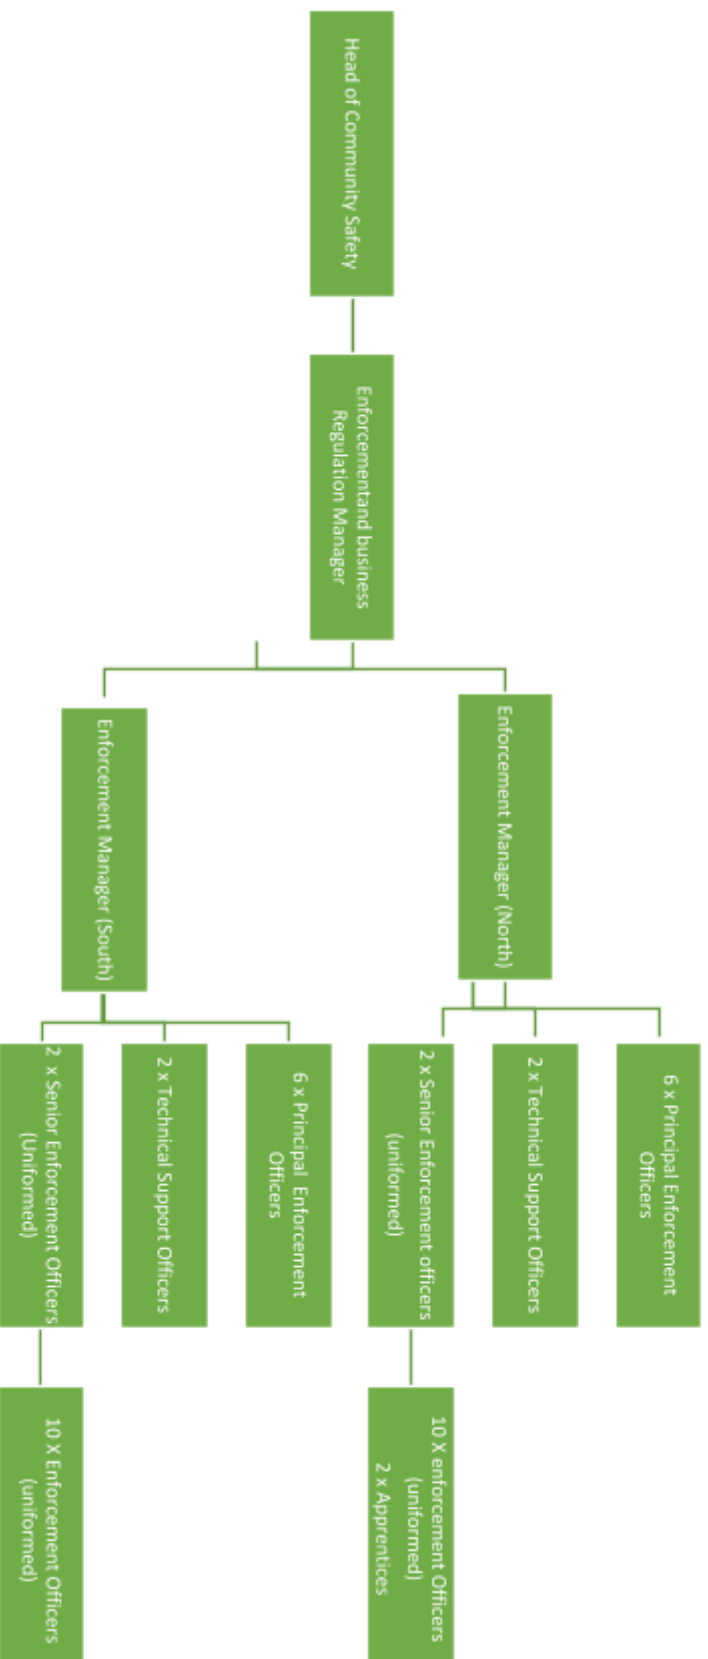 Head of Community Safety
Enforcementand business
Regulation Manager
Enforcement Manager (North)
6 x Principal Enforcement
Officers
2 x Technical Support Officers
2 x Senior Enforcement officers
(uniformed)
10 X enforcement Officers
(uniformed)
2 x Apprentices
Enforcement Manager (South)
6 x Principal Enforcement
Officers
2 x Technical Support Officers
2 x Senior Enforcement Officers
(Uniformed)
10 X Enforcement Officers
(uniformed)